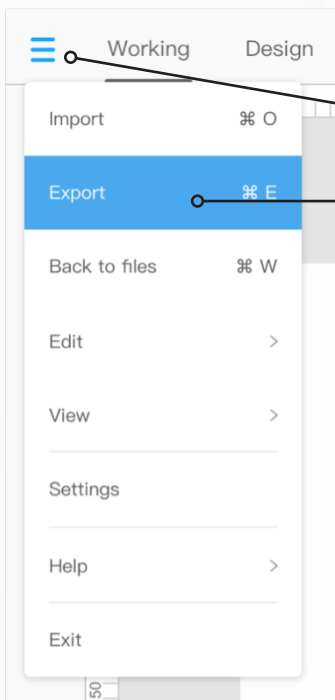 Working Design
Import ⌘ O
Export ⌘ E
Back to files ⌘ W
Edit >
View >
Settings
Help >
Exit
50